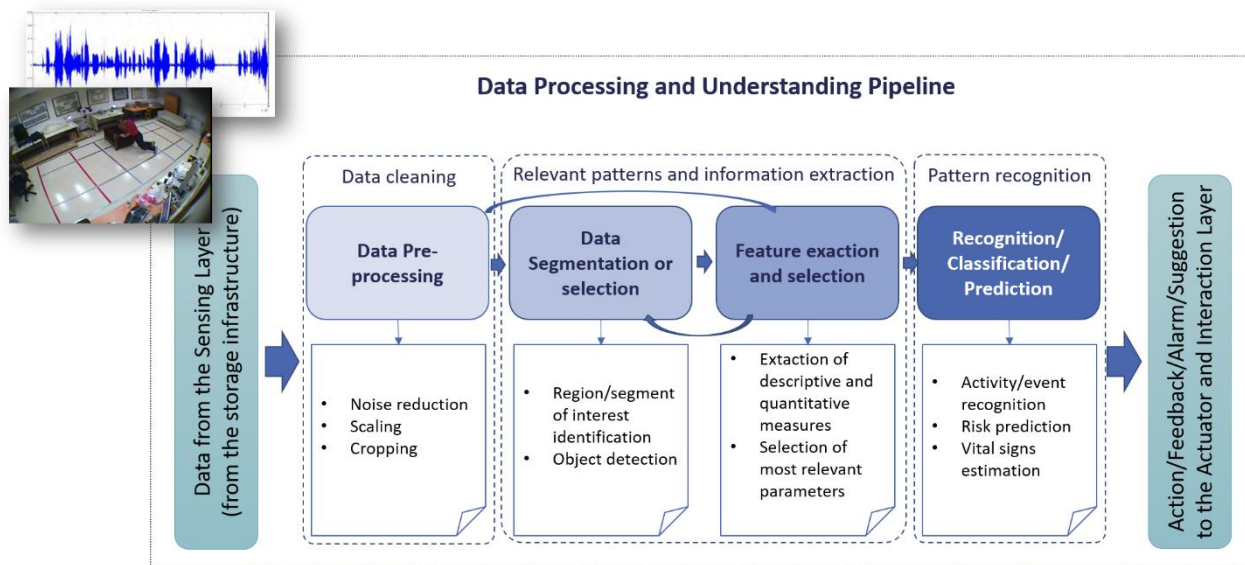 Data Processing and Understanding Pipeline
Data from the Sensing Layer
(from the storage infrastructure)
Data cleaning
Data Pre-
processing
• Noise reduction
• Scaling
• Cropping
Relevant patterns and information extraction
Data
Segmentation or
selection
• Region/segment
of interest
identification
• Object detection
Feature exaction
and selection
• Extaction of
descriptive and
quantitative
measures
• Selection of
most relevant
parameters
Pattern recognition
Recognition/
Classification/
Prediction
• Activity/event
recognition
• Risk prediction
• Vital signs
estimation
Action/Feedback/Alarm/Suggestion
to the Actuator and Interaction Layer